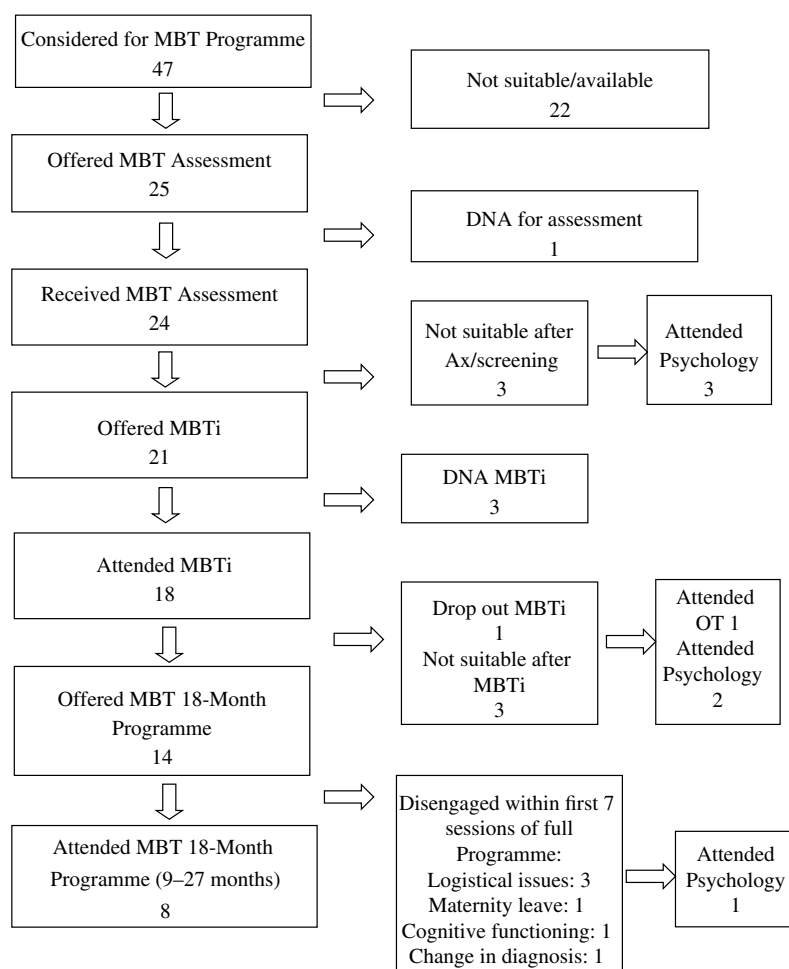 Considered for MBT Programme
47
Not suitable/available
22
Offered MBT Assessment
25
DNA for assessment
1
Received MBT Assessment
24
Not suitable after
Ax/screening
3
Attended
Psychology
3
Offered MBTi
21
DNA MBTi
3
Attended MBTi
18
Drop out MBTi
1
Not suitable after
MBTi
3
Attended
OT 1
Attended
Psychology
2
Offered MBT 18-Month
Programme
14
Disengaged within first 7
sessions of full
Programme:
Logistical issues: 3
Maternity leave: 1
Cognitive functioning: 1
Change in diagnosis: 1
Attended
Psychology
1
Attended MBT 18-Month
Programme (9–27 months)
8